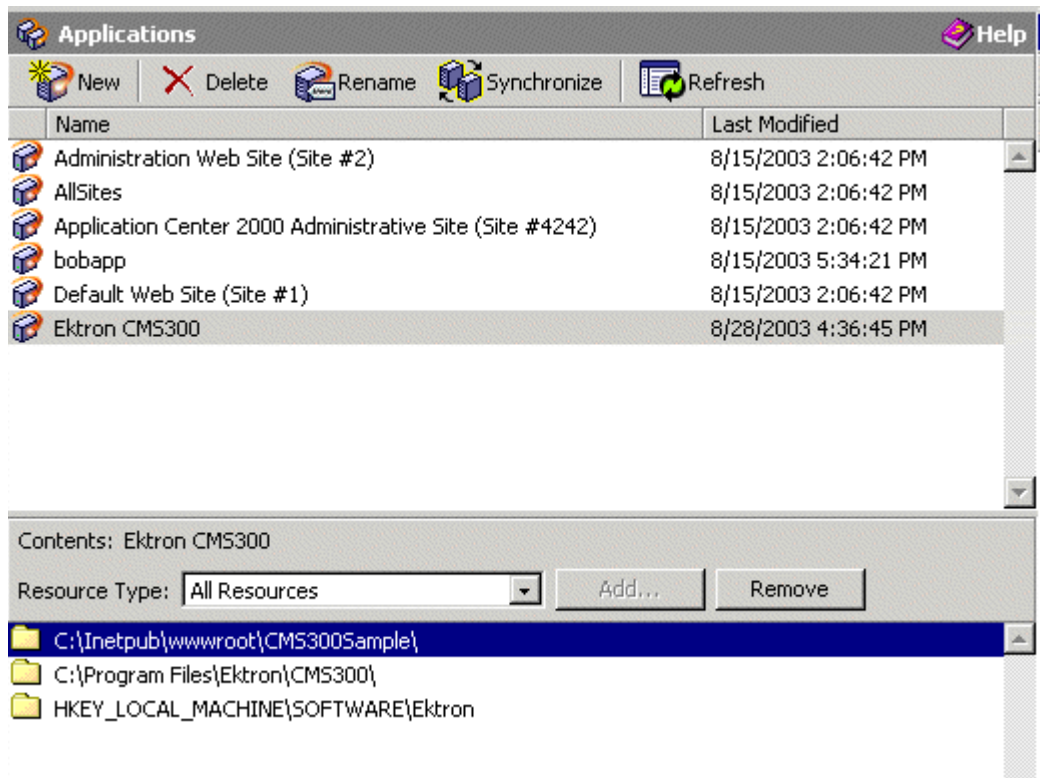 Applications Help
New Delete Rename Synchronize Refresh
Name Last Modified
Administration Web Site (Site #2) 8/15/2003 2:06:42 PM
AllSites 8/15/2003 2:06:42 PM
Application Center 2000 Administrative Site (Site #4242) 8/15/2003 2:06:42 PM
bobapp 8/15/2003 5:34:21 PM
Default Web Site (Site #1) 8/15/2003 2:06:42 PM
Ektron CMS300 8/28/2003 4:36:45 PM
Contents: Ektron CMS300
Resource Type: All Resources Add... Remove
C:\Inetpub\wwwroot\CMS300Sample\
C:\Program Files\Ektron\CMS300\
HKEY_LOCAL_MACHINE\SOFTWARE\Ektron